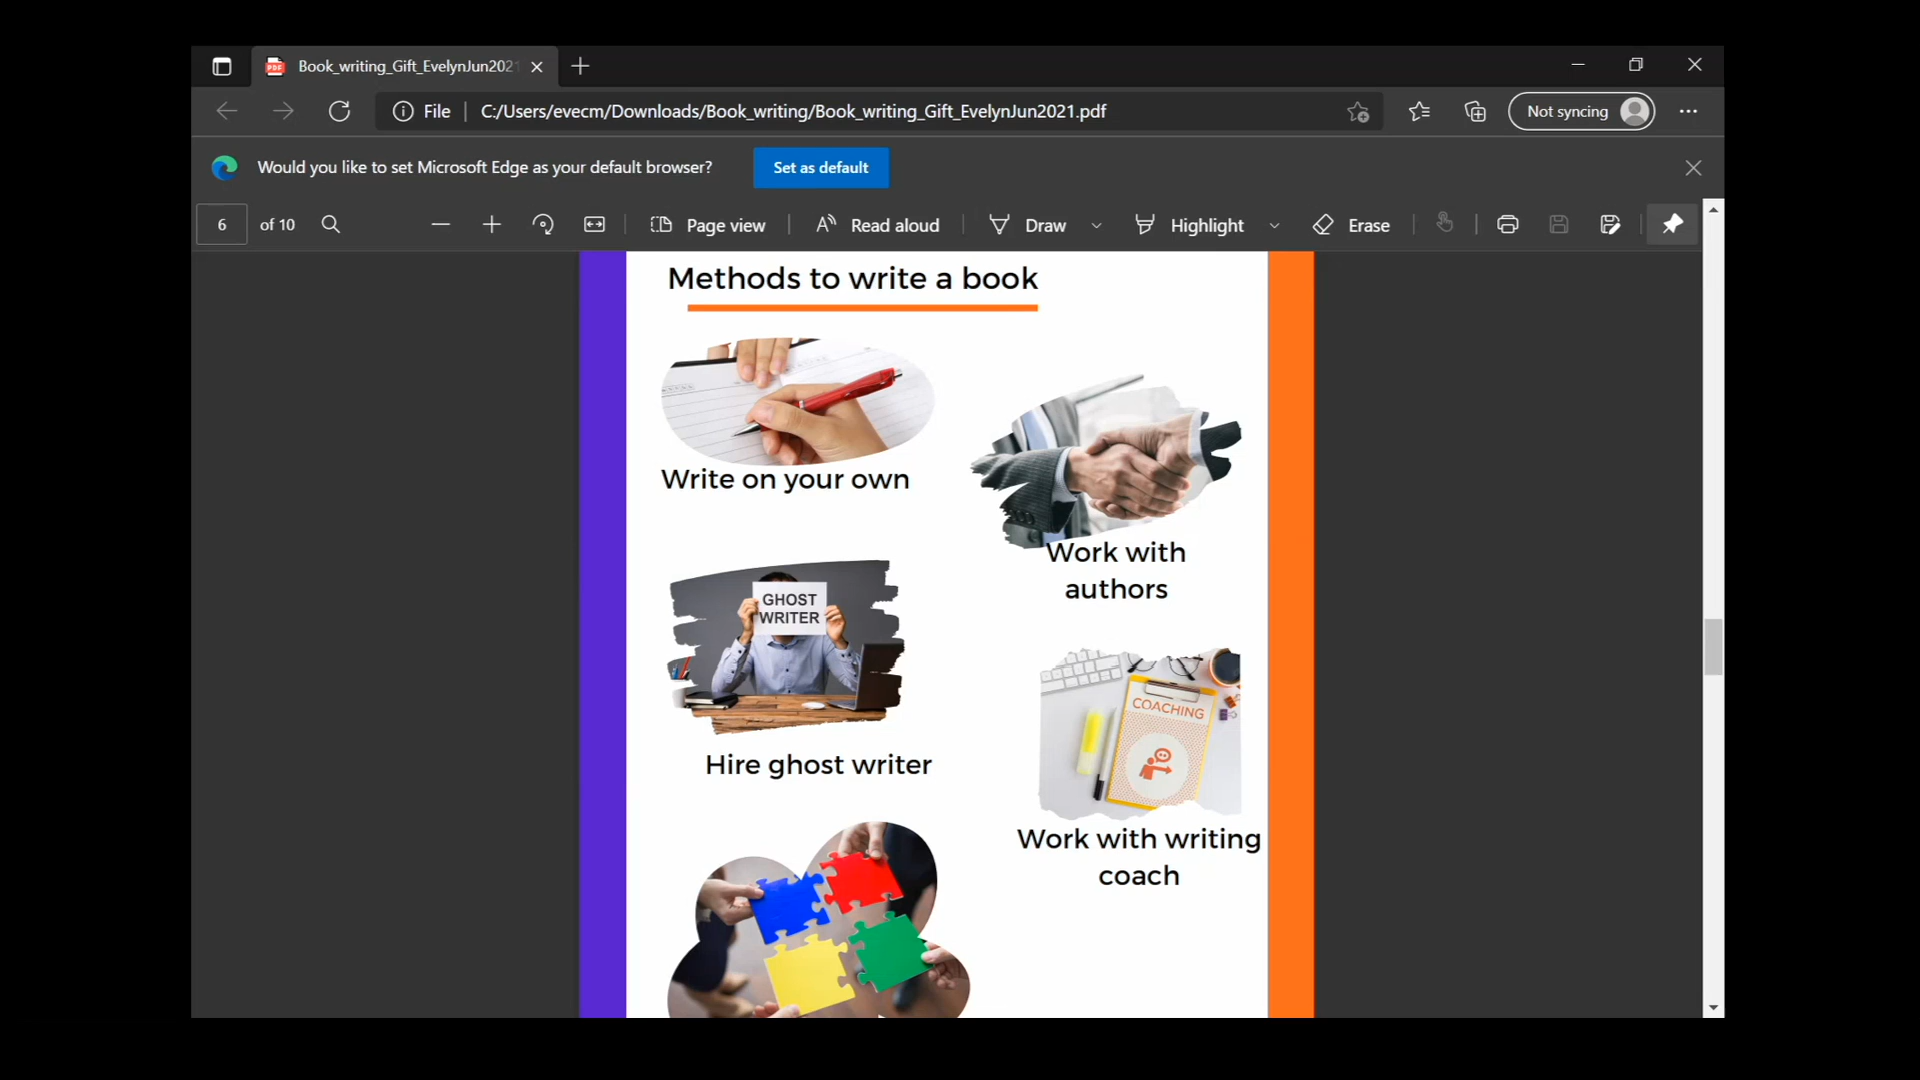 Book_writing_Gift_EvelynJun2021
File
C:/Users/evecm/Downloads/Book_writing/Book_writing_Gift_EvelynJun2021.pdf
Not syncing
Would you like to set Microsoft Edge as your default browser?
Set as default
6 of 10
Page view
Read aloud
Draw
Highlight
Erase
Methods to write a book
Write on your own
Work with
authors
GHOST
WRITER
Hire ghost writer
COACHING
Work with writing
coach